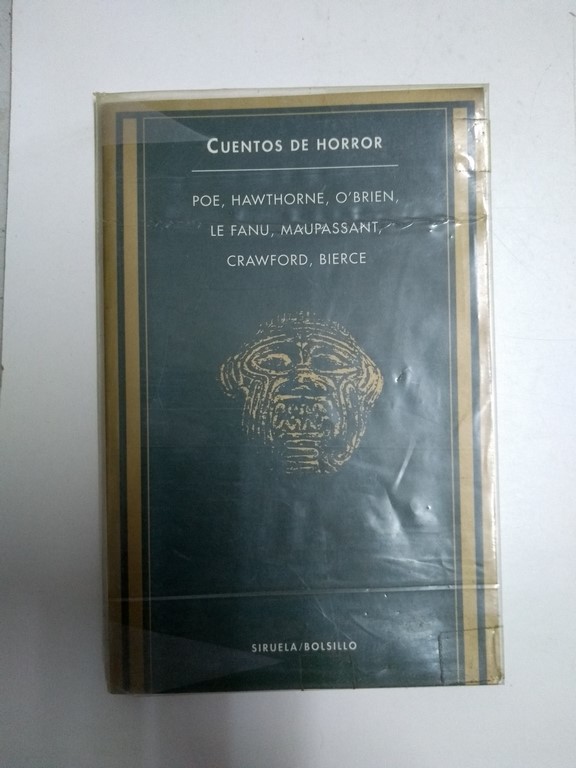 CUENTOS DE HORROR
POE, HAWTHORNE, O'BRIEN,
LE FANU, MAUPASSANT,
CRAWFORD, BIERCE
SIRUELA/BOLSILLO